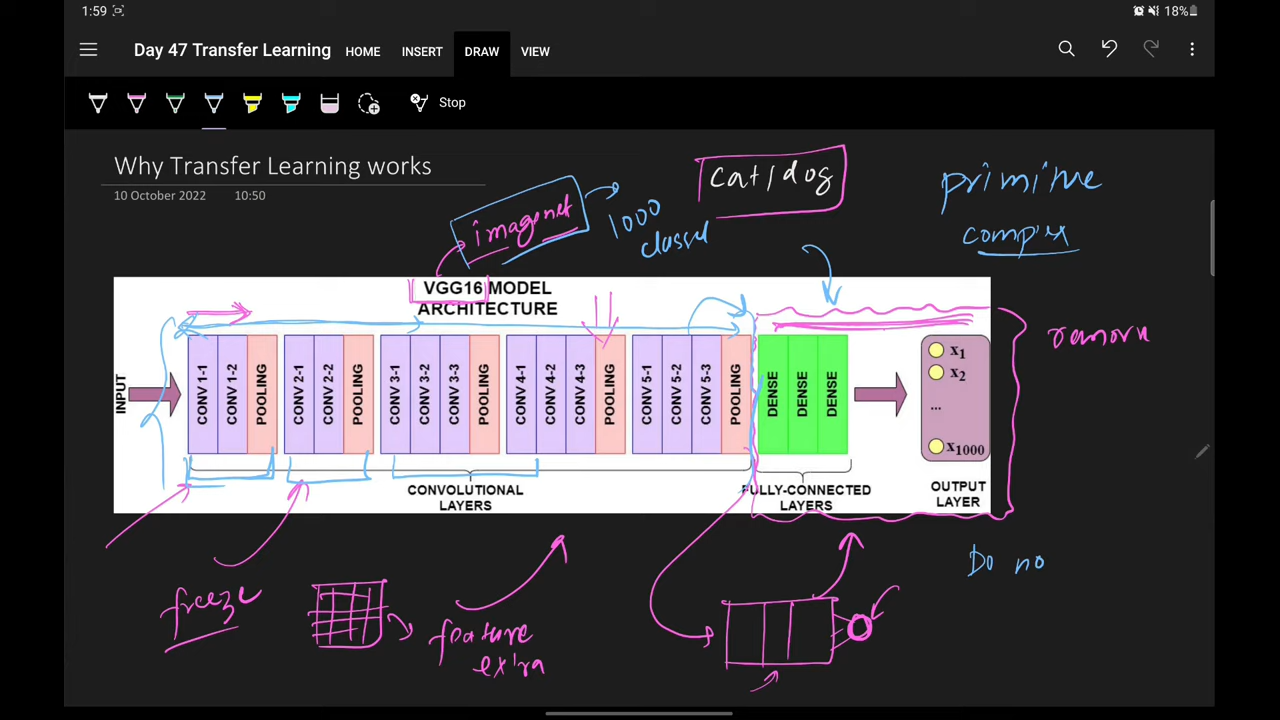 1:59
18%
Day 47 Transfer Learning HOME INSERT DRAW VIEW
Stop
Why Transfer Learning works
10 October 2022 10:50
cat/dog
primitive
complex
imagenet
1000
VGG16 MODEL
ARCHITECTURE
INPUT
CONV 1-1
CONV 1-2
POOLING
CONV 2-1
CONV 2-2
POOLING
CONV 3-1
CONV 3-2
CONV 3-3
POOLING
CONV 4-1
CONV 4-2
CONV 4-3
POOLING
CONV 5-1
CONV 5-2
CONV 5-3
POOLING
DENSE
DENSE
DENSE
x1
x2
...
x1000
CONVOLUTIONAL
LAYERS
FULLY-CONNECTED
LAYERS
OUTPUT
LAYER
Do no
freeze
feature
extra